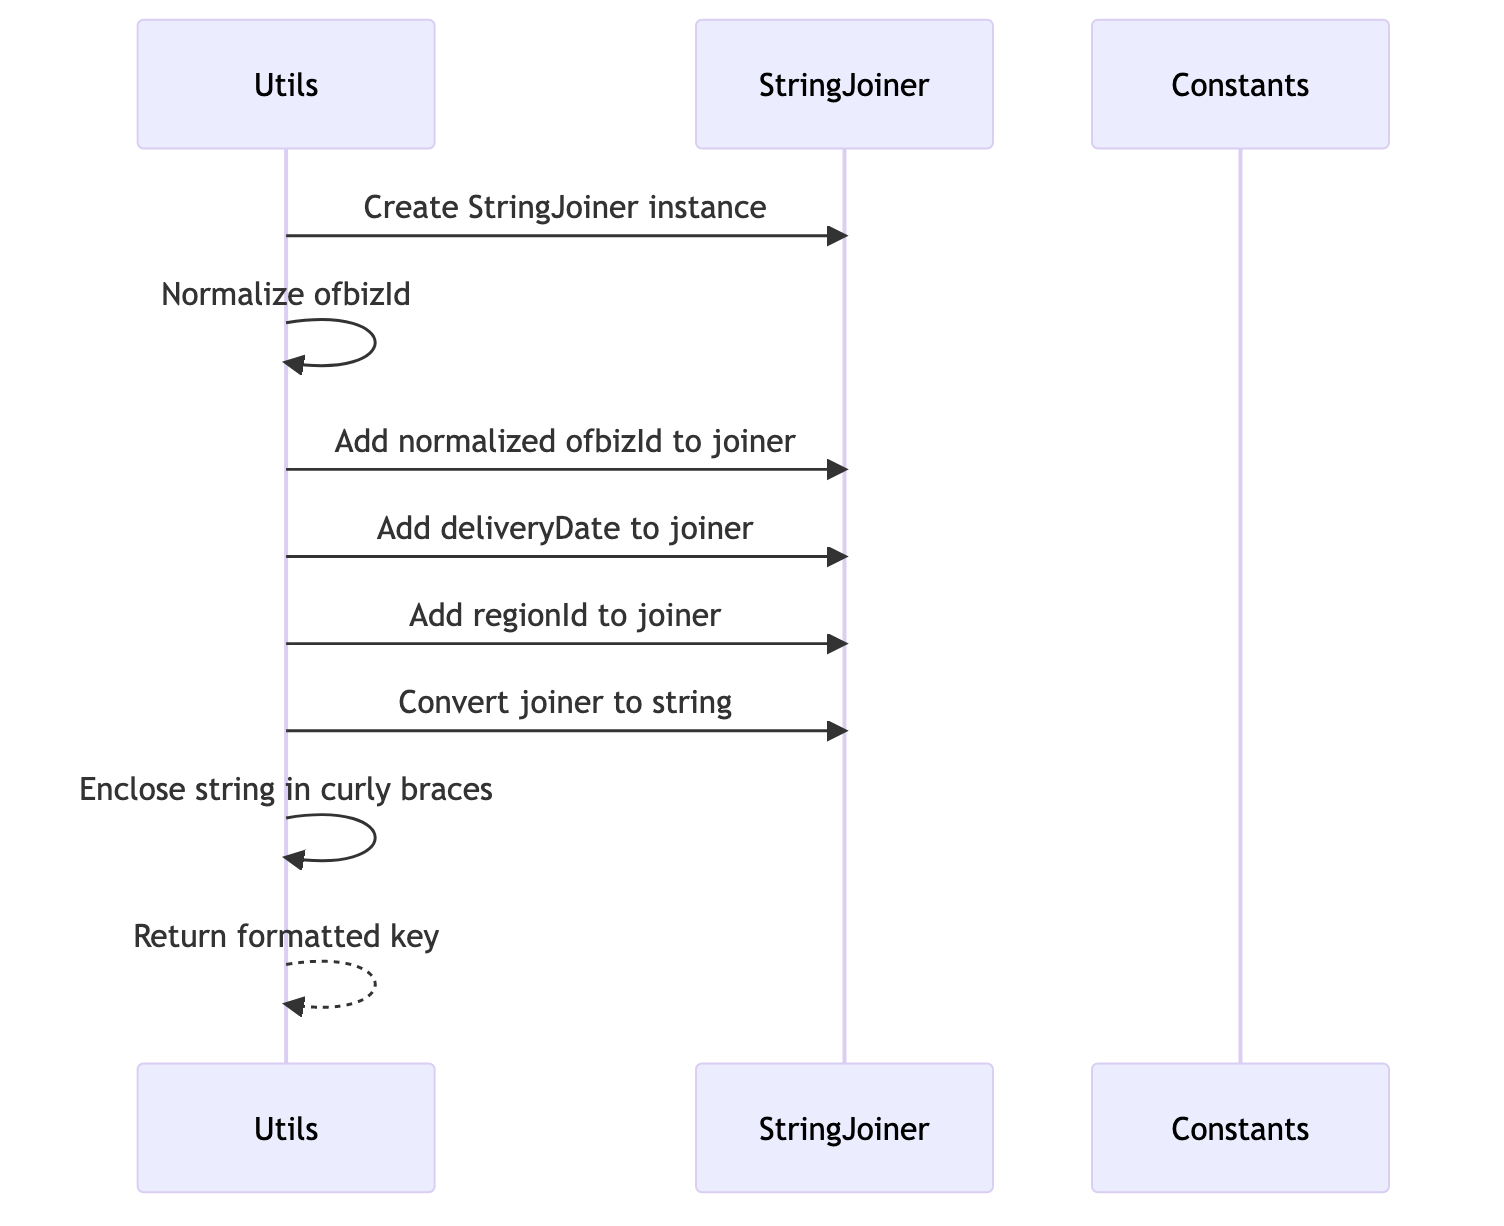 Utils
StringJoiner
Constants
Create StringJoiner instance
Normalize ofbizId
Add normalized ofbizId to joiner
Add deliveryDate to joiner
Add regionId to joiner
Convert joiner to string
Enclose string in curly braces
Return formatted key
Utils
StringJoiner
Constants